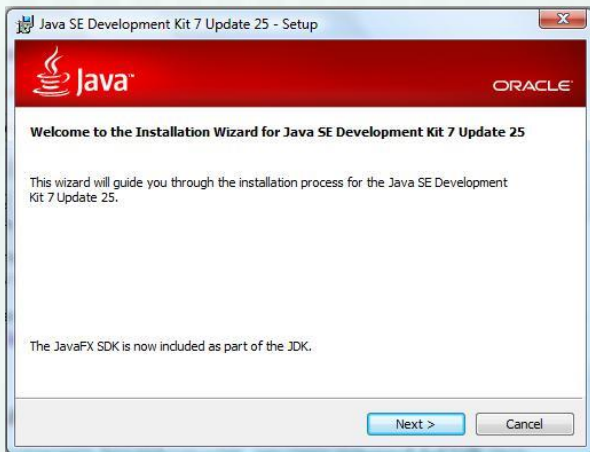 Java SE Development Kit 7 Update 25 - Setup
Java™
ORACLE
Welcome to the Installation Wizard for Java SE Development Kit 7 Update 25
This wizard will guide you through the installation process for the Java SE Development
Kit 7 Update 25.
The JavaFX SDK is now included as part of the JDK.
Next >
Cancel